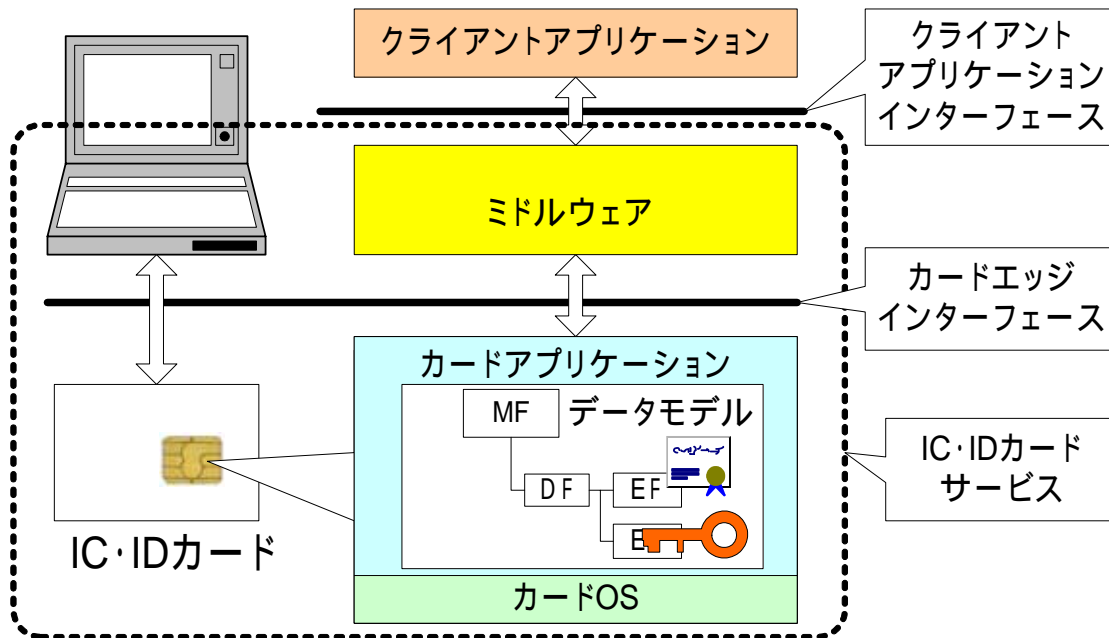 クライアントアプリケーション
クライアント
アプリケーション
インターフェース
ミドルウェア
カードエッジ
インターフェース
カードアプリケーション
MF
データモデル
DF
EF
E
IC・IDカード
サービス
IC・IDカード
カードOS